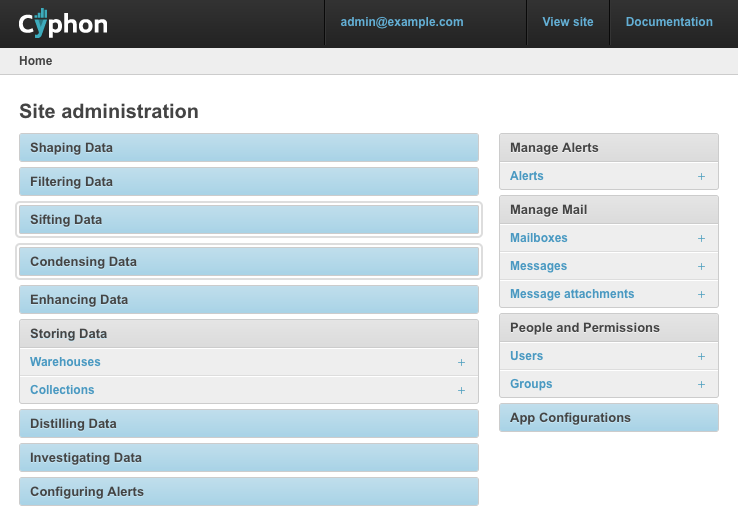 Cyphon
admin@example.com
View site
Documentation
Home
Site administration
Shaping Data
Filtering Data
Sifting Data
Condensing Data
Enhancing Data
Storing Data
Warehouses +
Collections +
Distilling Data
Investigating Data
Configuring Alerts
Manage Alerts
Alerts +
Manage Mail
Mailboxes +
Messages +
Message attachments +
People and Permissions
Users +
Groups +
App Configurations